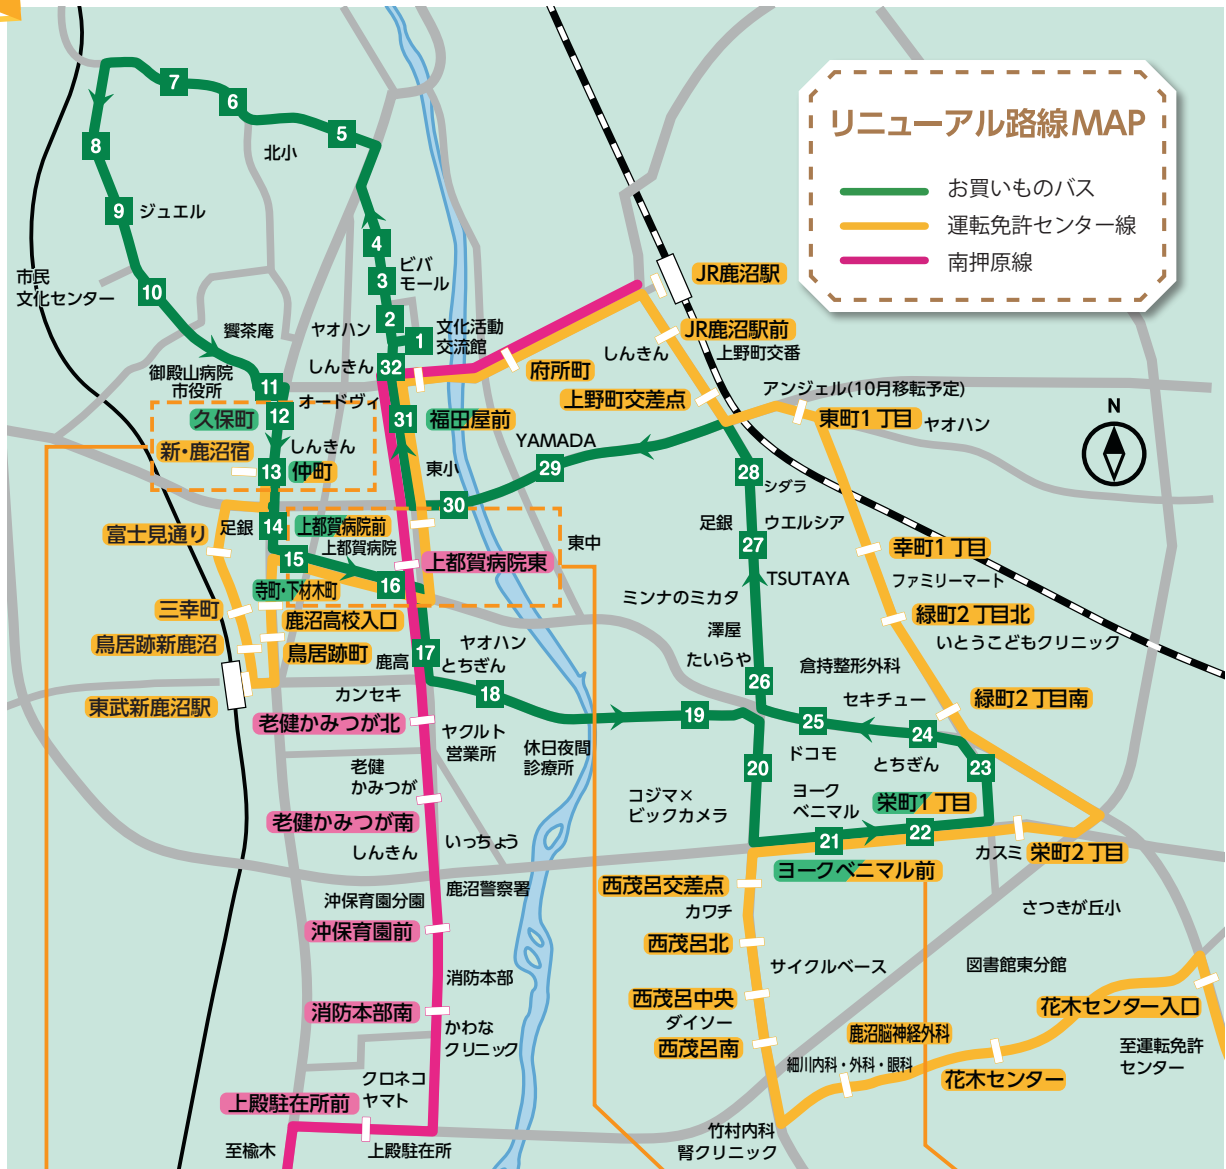 リニューアル路線MAP
お買いものバス
運転免許センター線
南押原線
N
7
6
5
8
9
10
4
3
2
1
32
11
12
31
13
14
15
16
30
29
28
27
26
17
18
19
20
25
24
23
22
21
北小
ジュエル
市民
文化センター
饗茶庵
御殿山病院
市役所
ビバ
モール
ヤオハン
文化活動
交流館
しんきん
オードヴィ
久保町
しんきん
新・鹿沼宿
仲町
福田屋前
東小
府所町
JR鹿沼駅
JR鹿沼駅前
しんきん
上野町交番
上野町交差点
アンジェル(10月移転予定)
東町1丁目
ヤオハン
YAMADA
シダラ
足銀
ウエルシア
TSUTAYA
幸町1丁目
ファミリーマート
緑町2丁目北
いとうこどもクリニック
緑町2丁目南
富士見通り
足銀
上都賀病院前
上都賀病院
上都賀病院東
東中
寺町・下材木町
三幸町
鹿沼高校入口
鳥居跡新鹿沼
鳥居跡町
東武新鹿沼駅
鹿高
ヤオハン
とちぎん
カンセキ
老健かみつが北
ヤクルト
営業所
休日夜間
診療所
老健
かみつが
老健かみつが南
しんきん
いっちょう
ミンナのミカタ
澤屋
たいらや
倉持整形外科
セキチュー
ドコモ
とちぎん
コジマ×
ビックカメラ
ヨーク
ベニマル
栄町1丁目
カスミ
栄町2丁目
ヨークベニマル前
西茂呂交差点
カワチ
西茂呂北
サイクルベース
西茂呂中央
ダイソー
西茂呂南
さつきが丘小
図書館東分館
花木センター入口
鹿沼脳神経外科
細川内科・外科・眼科
花木センター
至運転免許
センター
竹村内科
腎クリニック
沖保育園分園
鹿沼警察署
沖保育園前
消防本部
消防本部南
かわな
クリニック
クロネコ
ヤマト
上殿駐在所前
至楡木
上殿駐在所